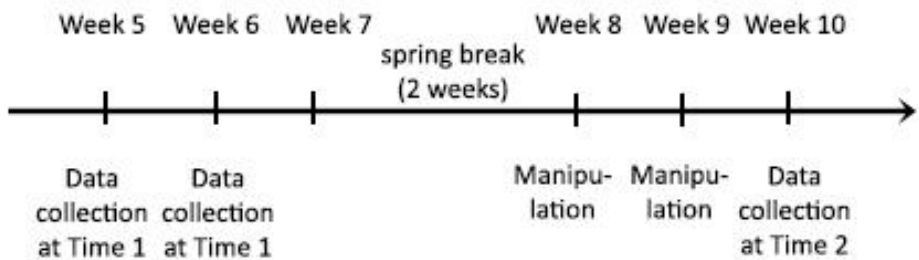 Week 5 Week 6 Week 7 Week 8 Week 9 Week 10
spring break
(2 weeks)
Data
collection
at Time 1
Data
collection
at Time 1
Manipu-
lation
Manipu-
lation
Data
collection
at Time 2